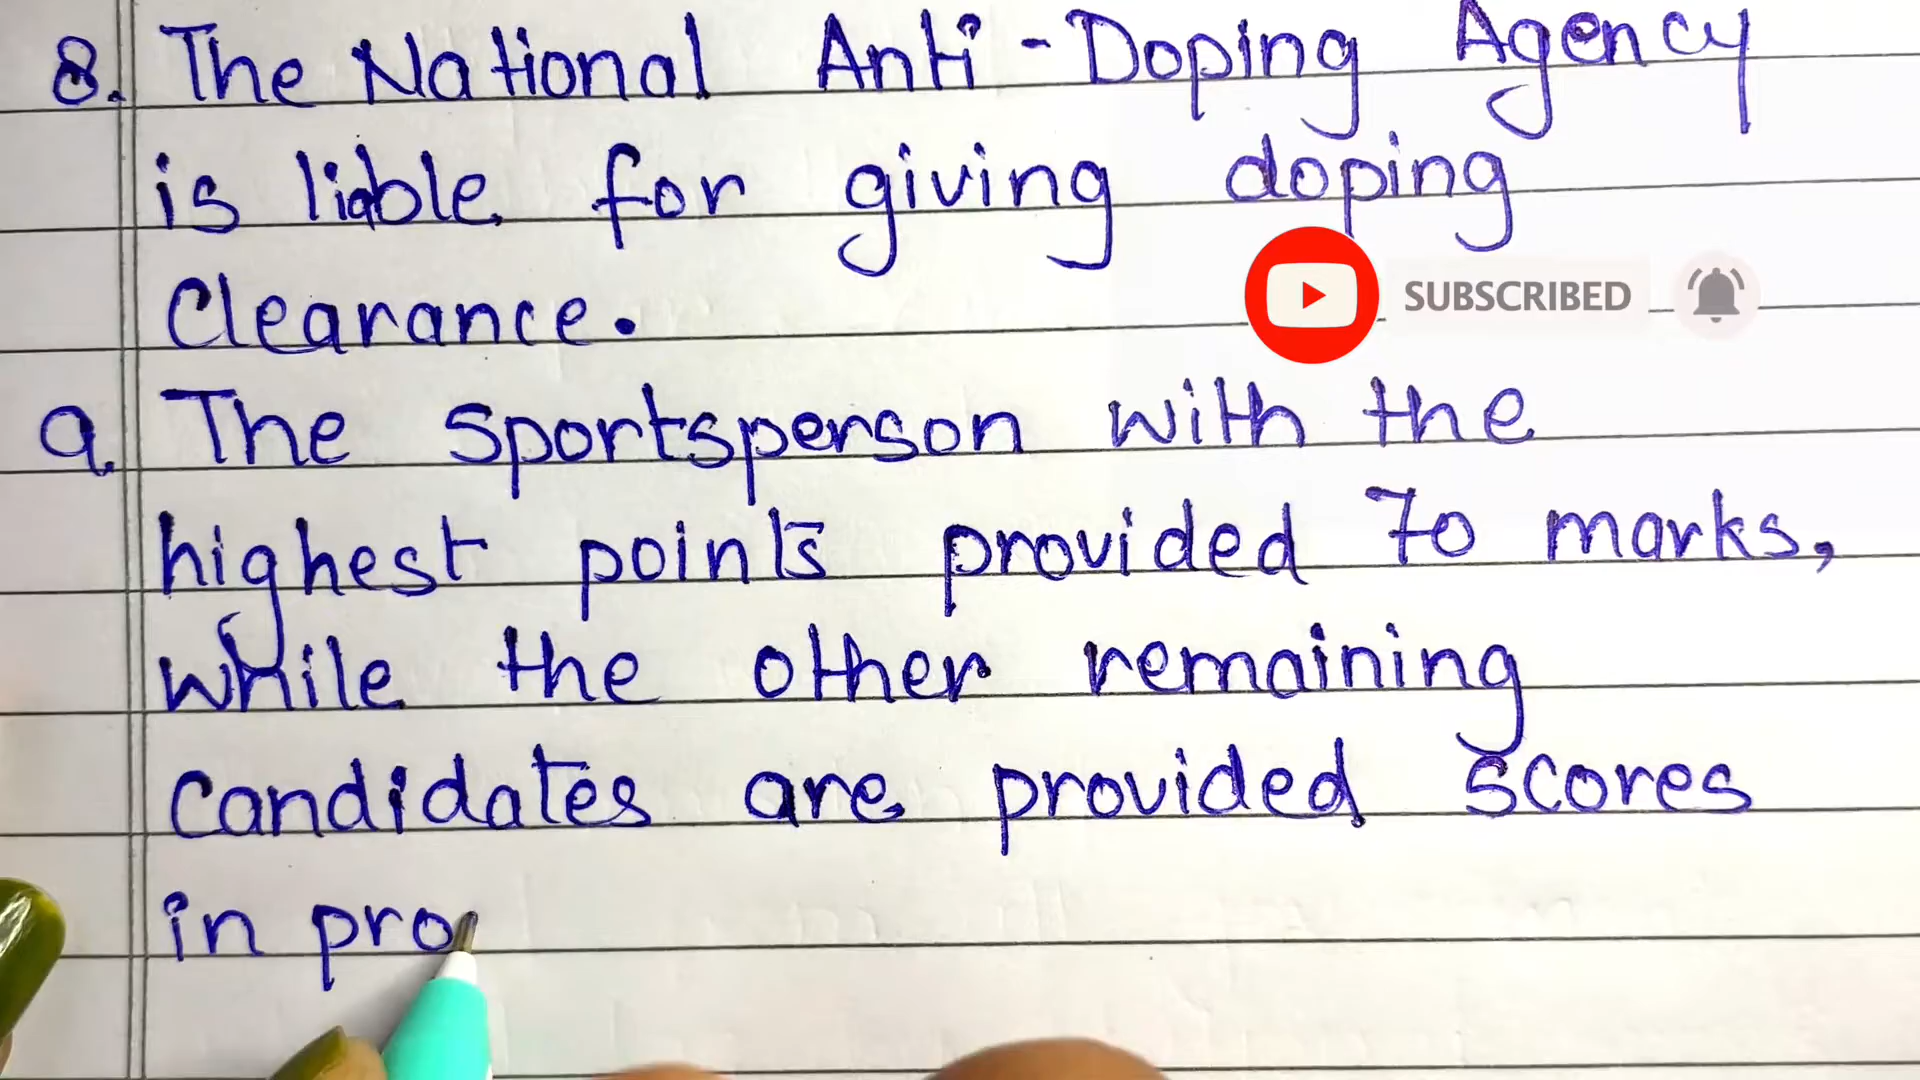 8. The National Anti-Doping Agency
is liable for giving doping
Clearance.
SUBSCRIBED
9. The Sportsperson with the
highest points provided 70 marks,
while the other remaining
Candidates are provided scores
in pro